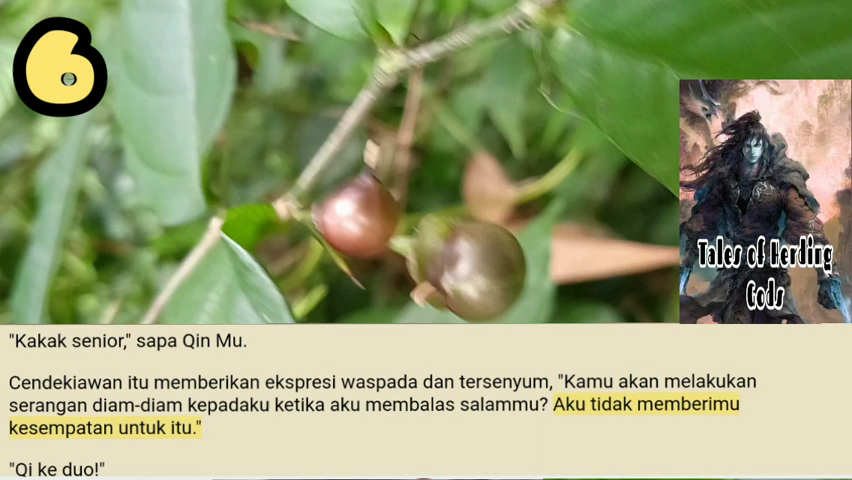 6
Tales of Herding
Gods
"Kakak senior," sapa Qin Mu.
Cendekiawan itu memberikan ekspresi waspada dan tersenyum, "Kamu akan melakukan
serangan diam-diam kepadaku ketika aku membalas salammu? Aku tidak memberimu
kesempatan untuk itu."
"Qi ke duo!"